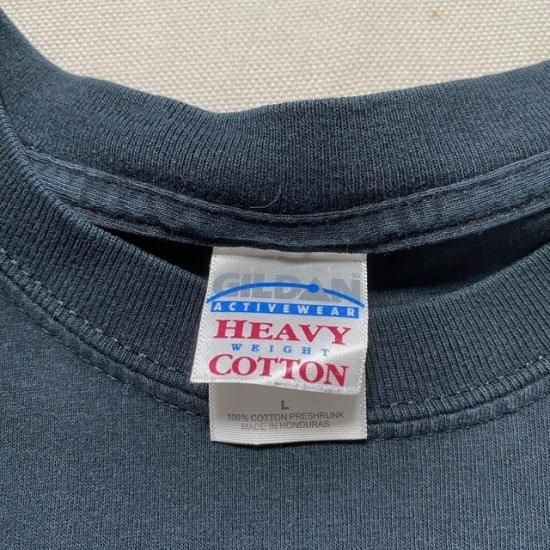 GILDAN
ACTIVEWEAR
HEAVY
WEIGHT
COTTON
L
100% COTTON PRESHRUNK
MADE IN HONDURAS